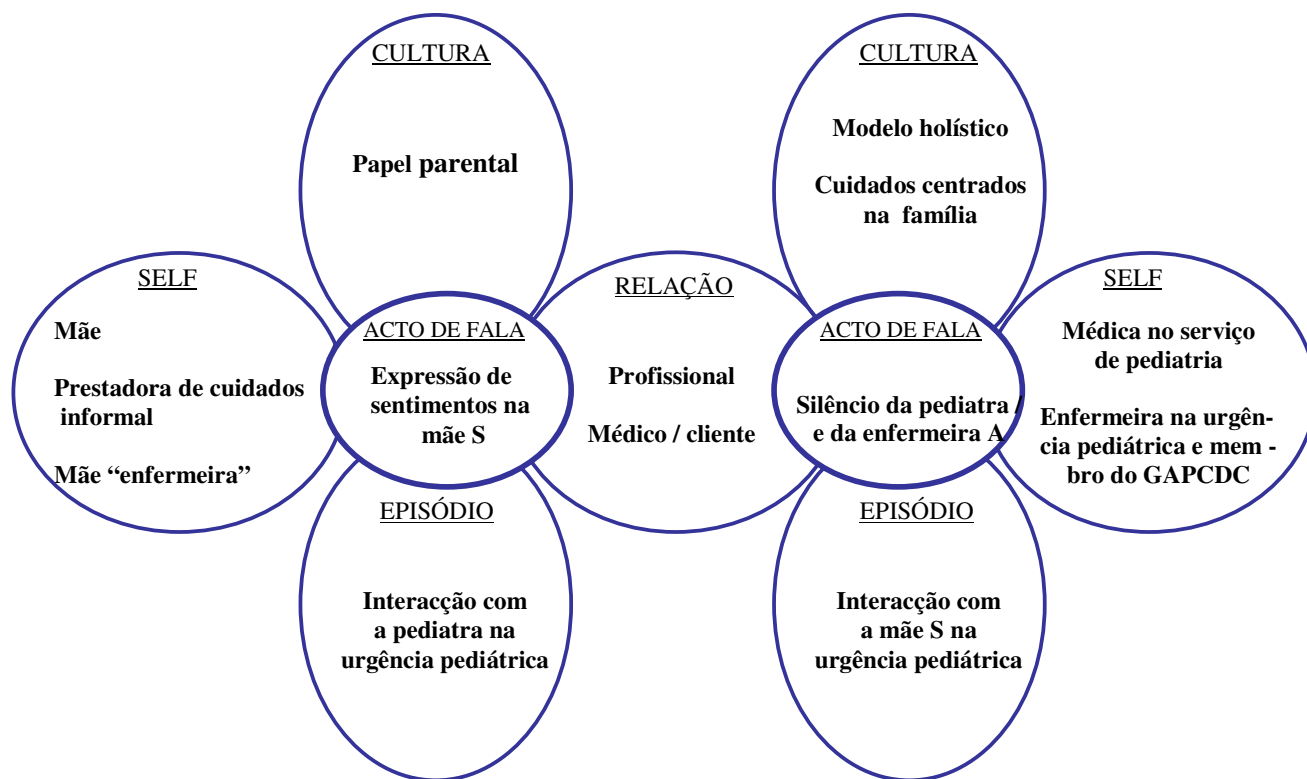 CULTURA
Papel parental
CULTURA
Modelo holístico
Cuidados centrados
na família
SELF
Mãe
Prestadora de cuidados
informal
Mãe “enfermeira”
ACTO DE FALA
Expressão de
sentimentos na
mãe S
RELAÇÃO
Profissional
Médico / cliente
ACTO DE FALA
Silêncio da pediatra /
e da enfermeira A
SELF
Médica no serviço
de pediatria
Enfermeira na urgên-
cia pediátrica e mem -
bro do GAPCDC
EPISÓDIO
Interacção com
a pediatra na
urgência pediátrica
EPISÓDIO
Interacção com
a mãe S na
urgência pediátrica